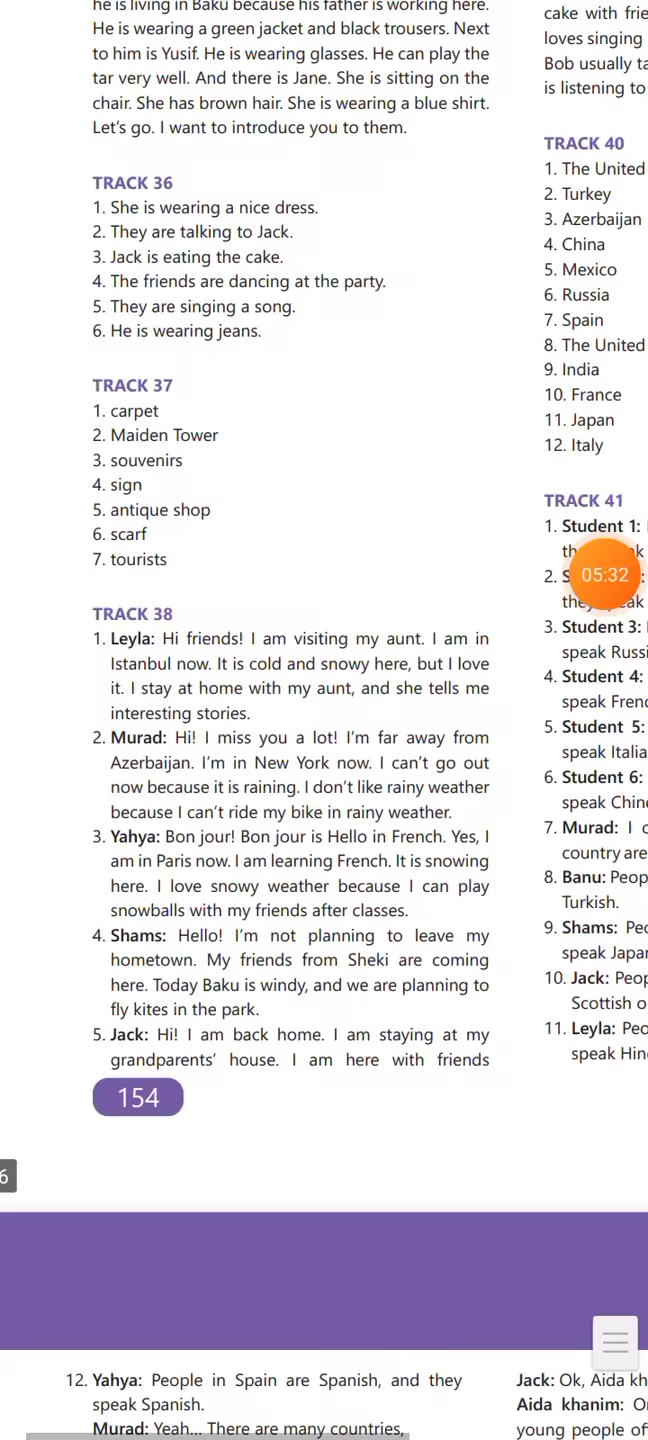 he is living in Baku because his father is working here.
He is wearing a green jacket and black trousers. Next
to him is Yusif. He is wearing glasses. He can play the
tar very well. And there is Jane. She is sitting on the
chair. She has brown hair. She is wearing a blue shirt.
Let's go. I want to introduce you to them.
TRACK 36
1. She is wearing a nice dress.
2. They are talking to Jack.
3. Jack is eating the cake.
4. The friends are dancing at the party.
5. They are singing a song.
6. He is wearing jeans.
TRACK 37
1. carpet
2. Maiden Tower
3. souvenirs
4. sign
5. antique shop
6. scarf
7. tourists
TRACK 38
1. Leyla: Hi friends! I am visiting my aunt. I am in
Istanbul now. It is cold and snowy here, but I love
it. I stay at home with my aunt, and she tells me
interesting stories.
2. Murad: Hi! I miss you a lot! I'm far away from
Azerbaijan. I'm in New York now. I can't go out
now because it is raining. I don't like rainy weather
because I can't ride my bike in rainy weather.
3. Yahya: Bon jour! Bon jour is Hello in French. Yes, I
am in Paris now. I am learning French. It is snowing
here. I love snowy weather because I can play
snowballs with my friends after classes.
4. Shams: Hello! I'm not planning to leave my
hometown. My friends from Sheki are coming
here. Today Baku is windy, and we are planning to
fly kites in the park.
5. Jack: Hi! I am back home. I am staying at my
grandparents' house. I am here with friends
154
cake with
loves singing
Bob usually
is listening to
TRACK 40
1. The United
2. Turkey
3. Azerbaijan
4. China
5. Mexico
6. Russia
7. Spain
8. The United
9. India
10. France
11. Japan
12. Italy
TRACK 41
1. Student 1:
05:32
2.
3. Student 3:
speak
4. Student 4:
speak
5. Student 5:
speak
6. Student 6:
speak
7. Murad: I
country are
8. Banu:
Turkish.
9. Shams:
speak
10. Jack:
Scottish
11. Leyla:
speak
6
12. Yahya: People in Spain are Spanish, and they
speak Spanish.
Murad: Yeah... There are many countries,
Jack: Ok, Aida
Aida khanim:
young people